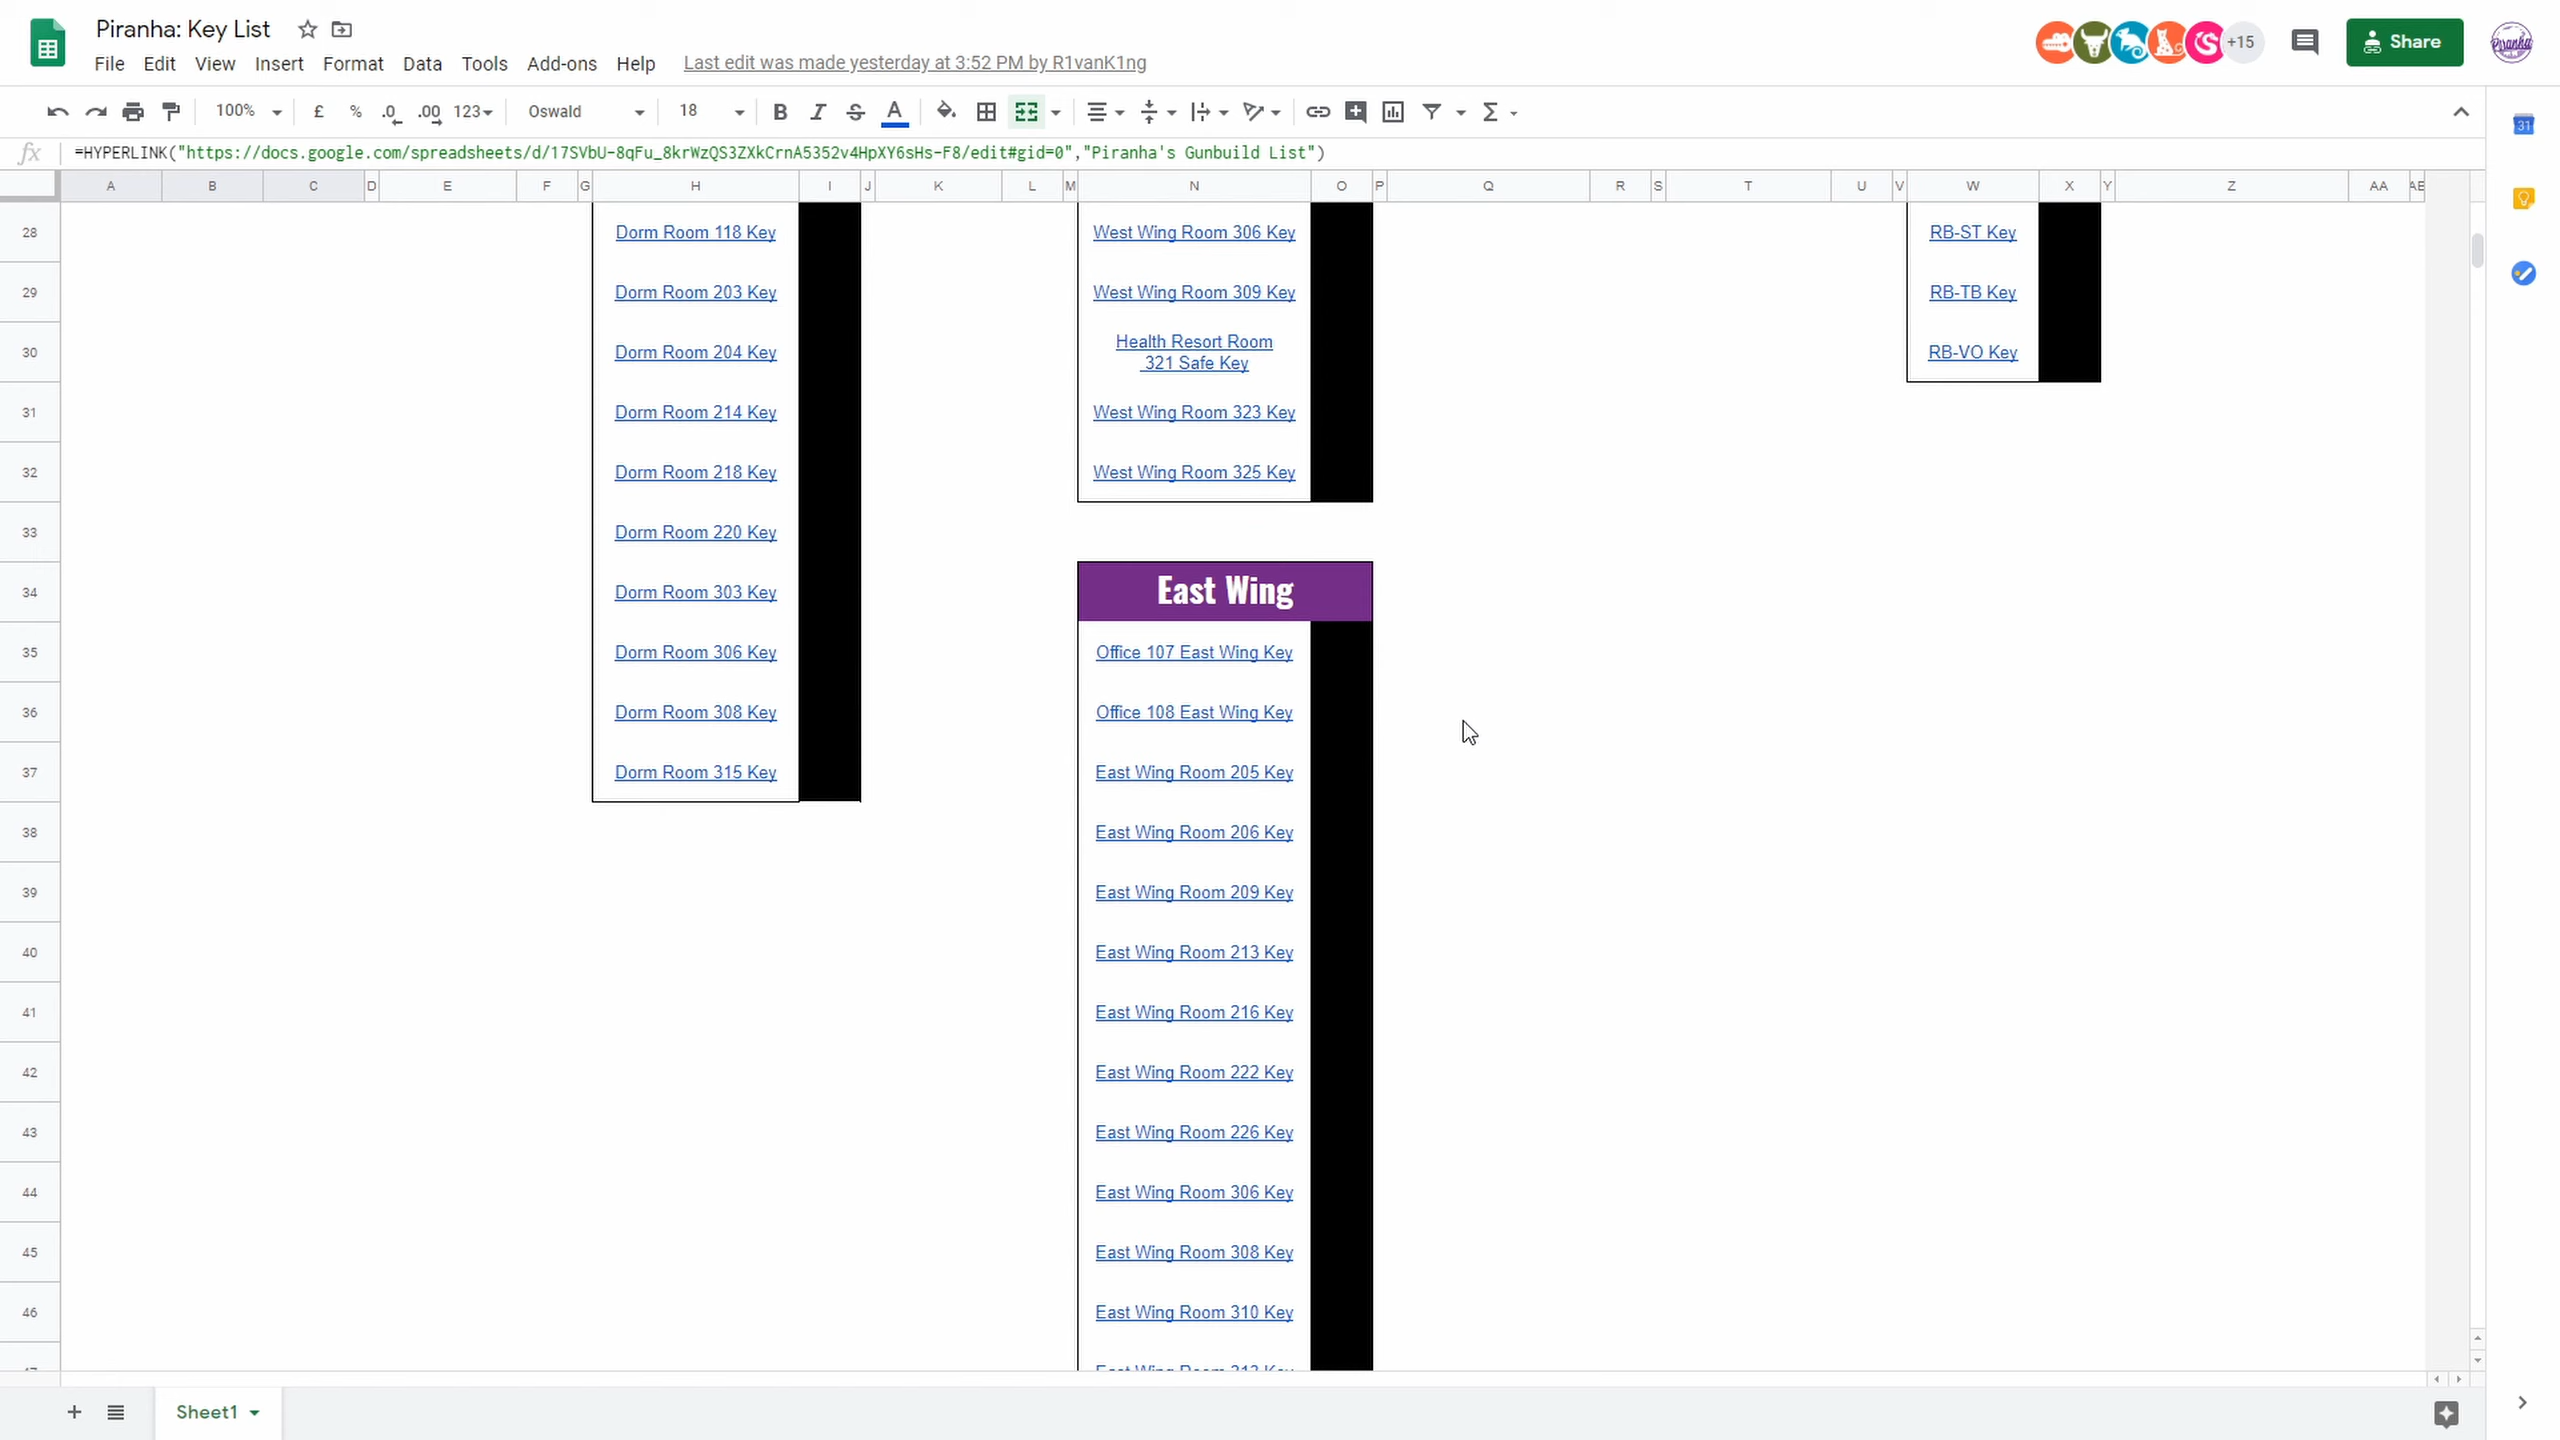 Piranha: Key List
+15
Share
Piranha
File Edit View Insert Format Data Tools Add-ons Help Last edit was made yesterday at 3:52 PM by R1vanK1ng
100% £ % .0 .00 123 Oswald 18 B I S A Σ
31
fx =HYPERLINK("https://docs.google.com/spreadsheets/d/17SVbU-8qFu_8krWzQS3ZXkCrnA5352v4HpXY6sHs-F8/edit#gid=0","Piranha's Gunbuild List")
A B C D E F G H I J K L M N O P Q R S T U V W X Y Z AA AB
28 Dorm Room 118 Key West Wing Room 306 Key RB-ST Key
29 Dorm Room 203 Key West Wing Room 309 Key RB-TB Key
30 Dorm Room 204 Key Health Resort Room
321 Safe Key RB-VO Key
31 Dorm Room 214 Key West Wing Room 323 Key
32 Dorm Room 218 Key West Wing Room 325 Key
33 Dorm Room 220 Key
34 Dorm Room 303 Key East Wing
35 Dorm Room 306 Key Office 107 East Wing Key
36 Dorm Room 308 Key Office 108 East Wing Key
37 Dorm Room 315 Key East Wing Room 205 Key
38 East Wing Room 206 Key
39 East Wing Room 209 Key
40 East Wing Room 213 Key
41 East Wing Room 216 Key
42 East Wing Room 222 Key
43 East Wing Room 226 Key
44 East Wing Room 306 Key
45 East Wing Room 308 Key
46 East Wing Room 310 Key
47 East Wing Room 313 Key
Sheet1